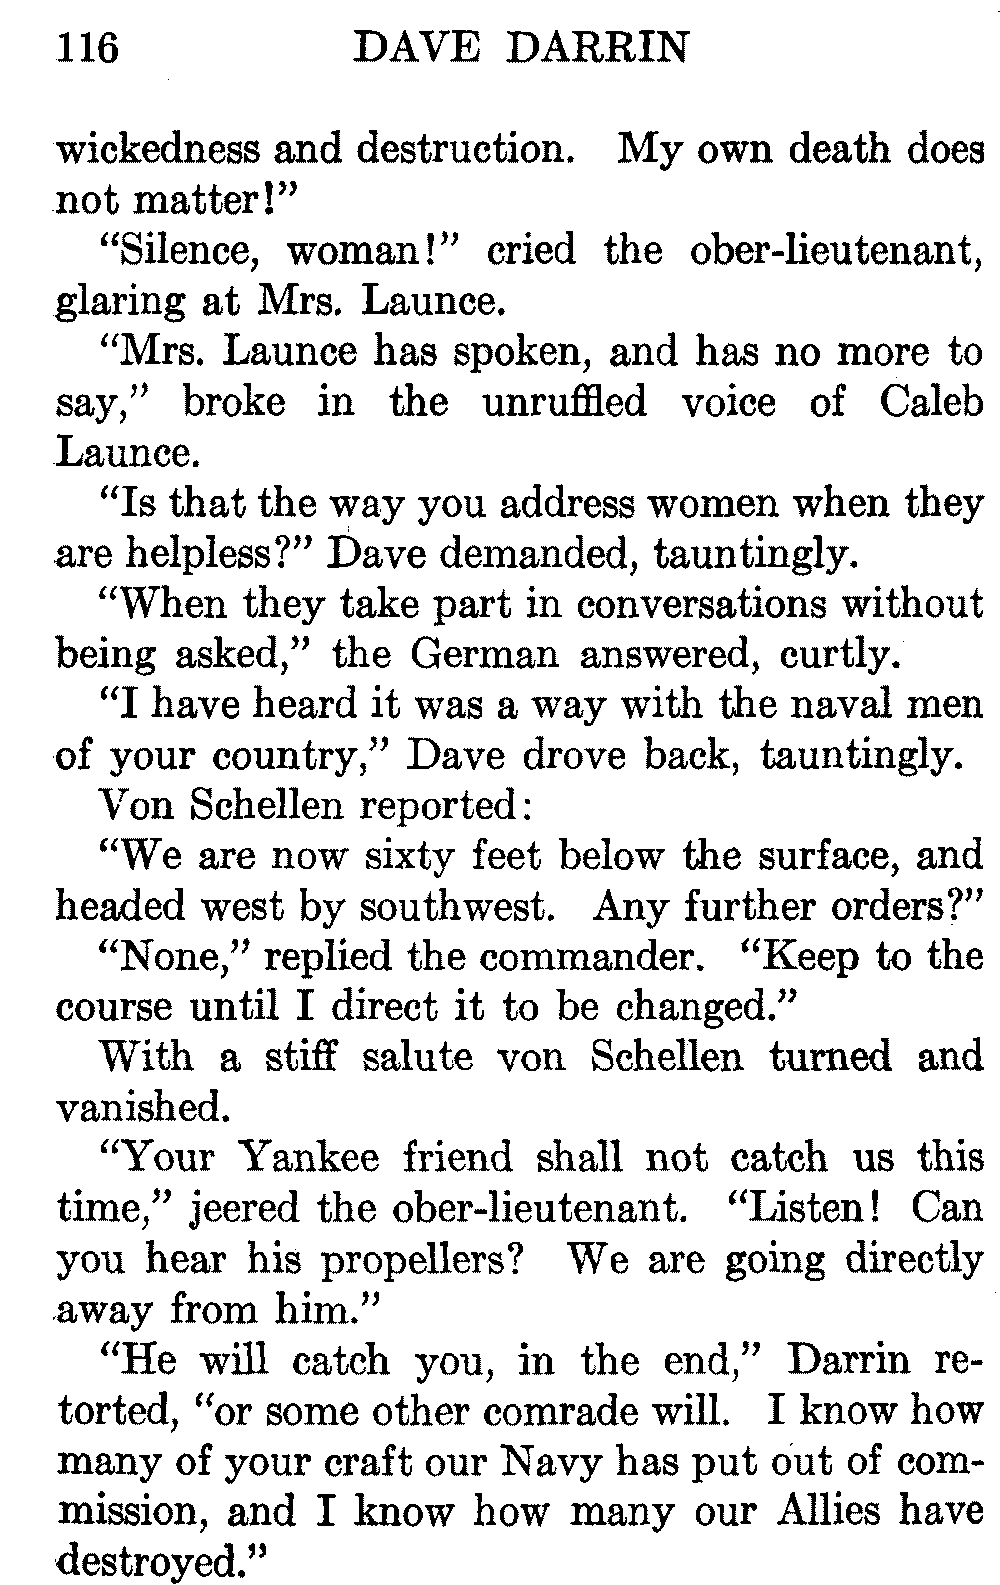 116 DAVE DARRIN
wickedness and destruction. My own death does
not matter!”
“Silence, woman!” cried the ober-lieutenant,
glaring at Mrs. Launce.
“Mrs. Launce has spoken, and has no more to
say,” broke in the unruffled voice of Caleb
Launce.
“Is that the way you address women when they
are helpless?” Dave demanded, tauntingly.
“When they take part in conversations without
being asked,” the German answered, curtly.
“I have heard it was a way with the naval men
of your country,” Dave drove back, tauntingly.
Von Schellen reported:
“We are now sixty feet below the surface, and
headed west by southwest. Any further orders?”
“None,” replied the commander. “Keep to the
course until I direct it to be changed.”
With a stiff salute von Schellen turned and
vanished.
“Your Yankee friend shall not catch us this
time,” jeered the ober-lieutenant. “Listen! Can
you hear his propellers? We are going directly
away from him.”
“He will catch you, in the end,” Darrin re-
torted, “or some other comrade will. I know how
many of your craft our Navy has put out of com-
mission, and I know how many our Allies have
destroyed.”